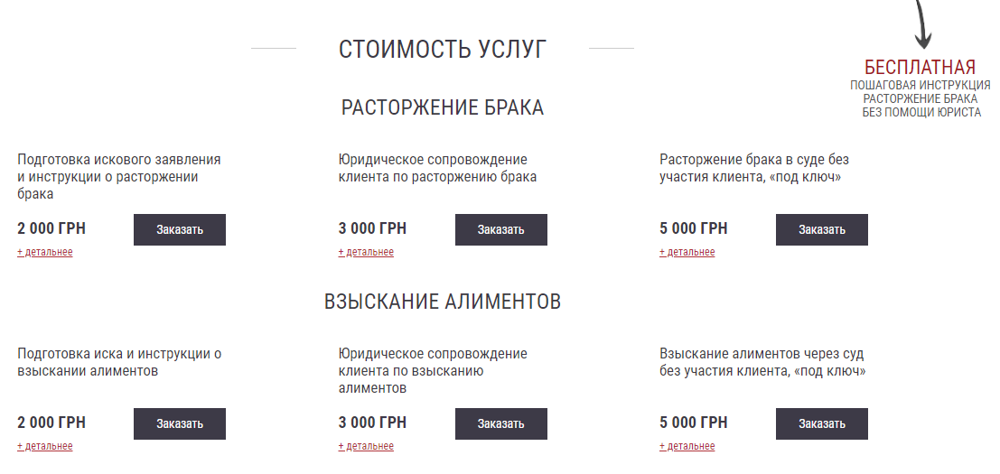 СТОИМОСТЬ УСЛУГ
БЕСПЛАТНАЯ
ПОШАГОВАЯ ИНСТРУКЦИЯ
РАСТОРЖЕНИЕ БРАКА
БЕЗ ПОМОЩИ ЮРИСТА
РАСТОРЖЕНИЕ БРАКА
Подготовка искового заявления
и инструкции о расторжении
брака
2 000 ГРН
Заказать
+ детальнее
Юридическое сопровождение
клиента по расторжению брака
3 000 ГРН
Заказать
+ детальнее
Расторжение брака в суде без
участия клиента, «под ключ»
5 000 ГРН
Заказать
+ детальнее
ВЗЫСКАНИЕ АЛИМЕНТОВ
Подготовка иска и инструкции о
взыскании алиментов
2 000 ГРН
Заказать
+ детальнее
Юридическое сопровождение
клиента по взысканию
алиментов
3 000 ГРН
Заказать
+ детальнее
Взыскание алиментов через суд
без участия клиента, «под ключ»
5 000 ГРН
Заказать
+ детальнее